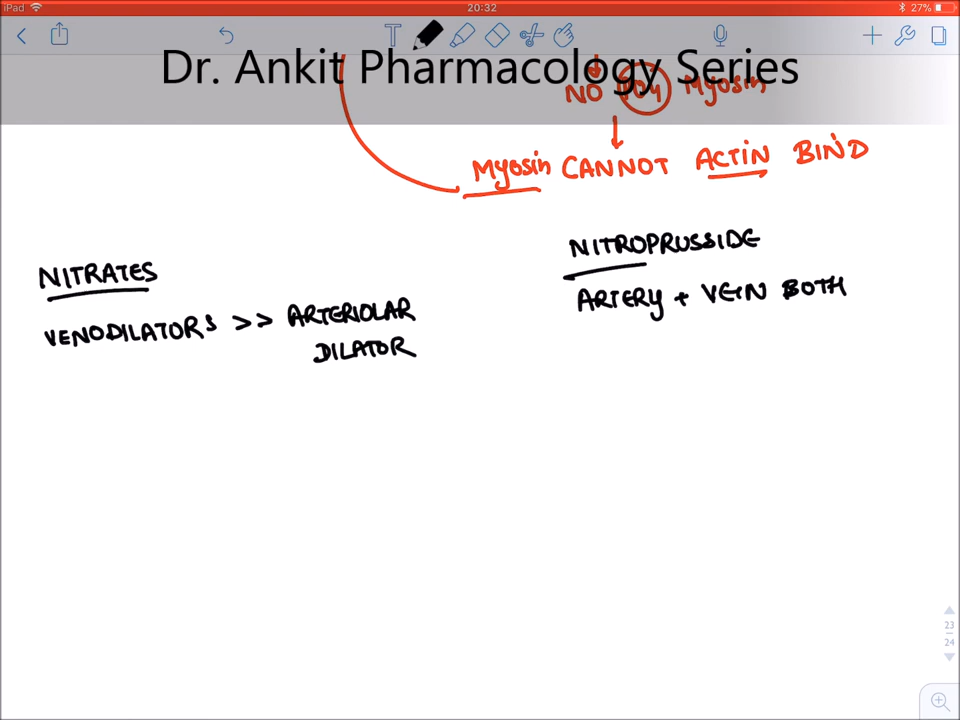 iPad 20:32 27%
T
Dr. Ankit Pharmacology Series
NO PO4 Myosin
Myosin CANNOT ACTIN BIND
NITROPRUSSIDE
NITRATES
ARTERY + VEIN BOTH
VENODILATORS >> ARTERIOLAR
DILATOR
23
24